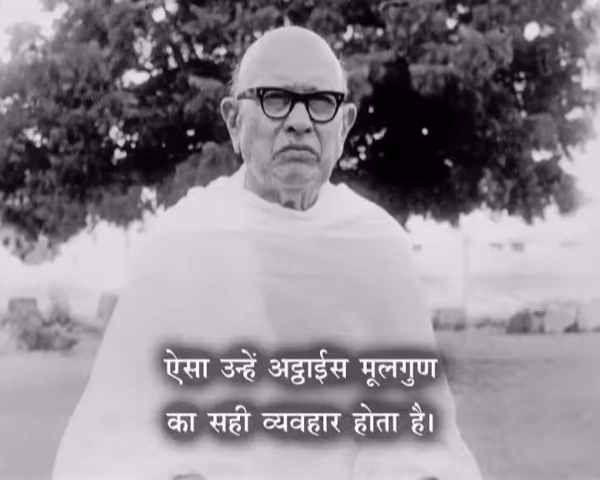 ऐसा उन्हें अट्ठाईस मूलगुण
का सही व्यवहार होता है।